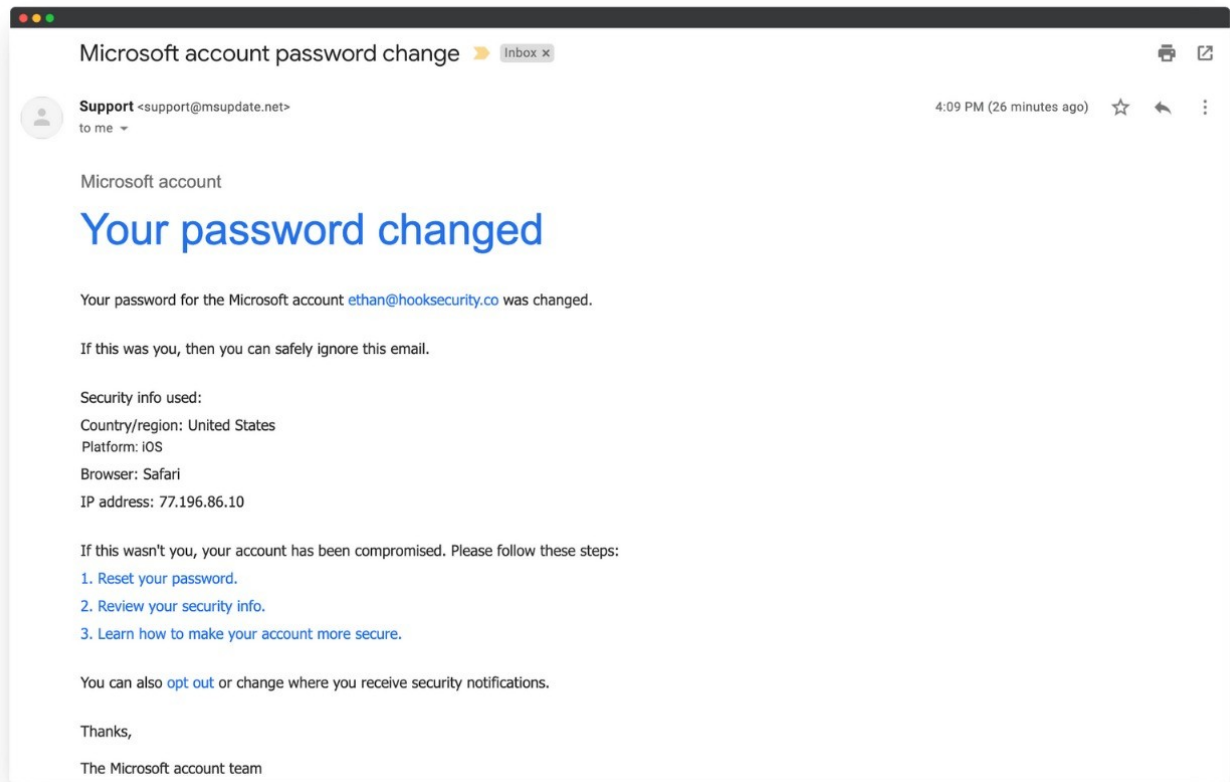 Microsoft account password change Inbox ×
Support <support@msupdate.net> 4:09 PM (26 minutes ago)
to me
Microsoft account
Your password changed
Your password for the Microsoft account ethan@hooksecurity.co was changed.
If this was you, then you can safely ignore this email.
Security info used:
Country/region: United States
Platform: iOS
Browser: Safari
IP address: 77.196.86.10
If this wasn't you, your account has been compromised. Please follow these steps:
1. Reset your password.
2. Review your security info.
3. Learn how to make your account more secure.
You can also opt out or change where you receive security notifications.
Thanks,
The Microsoft account team